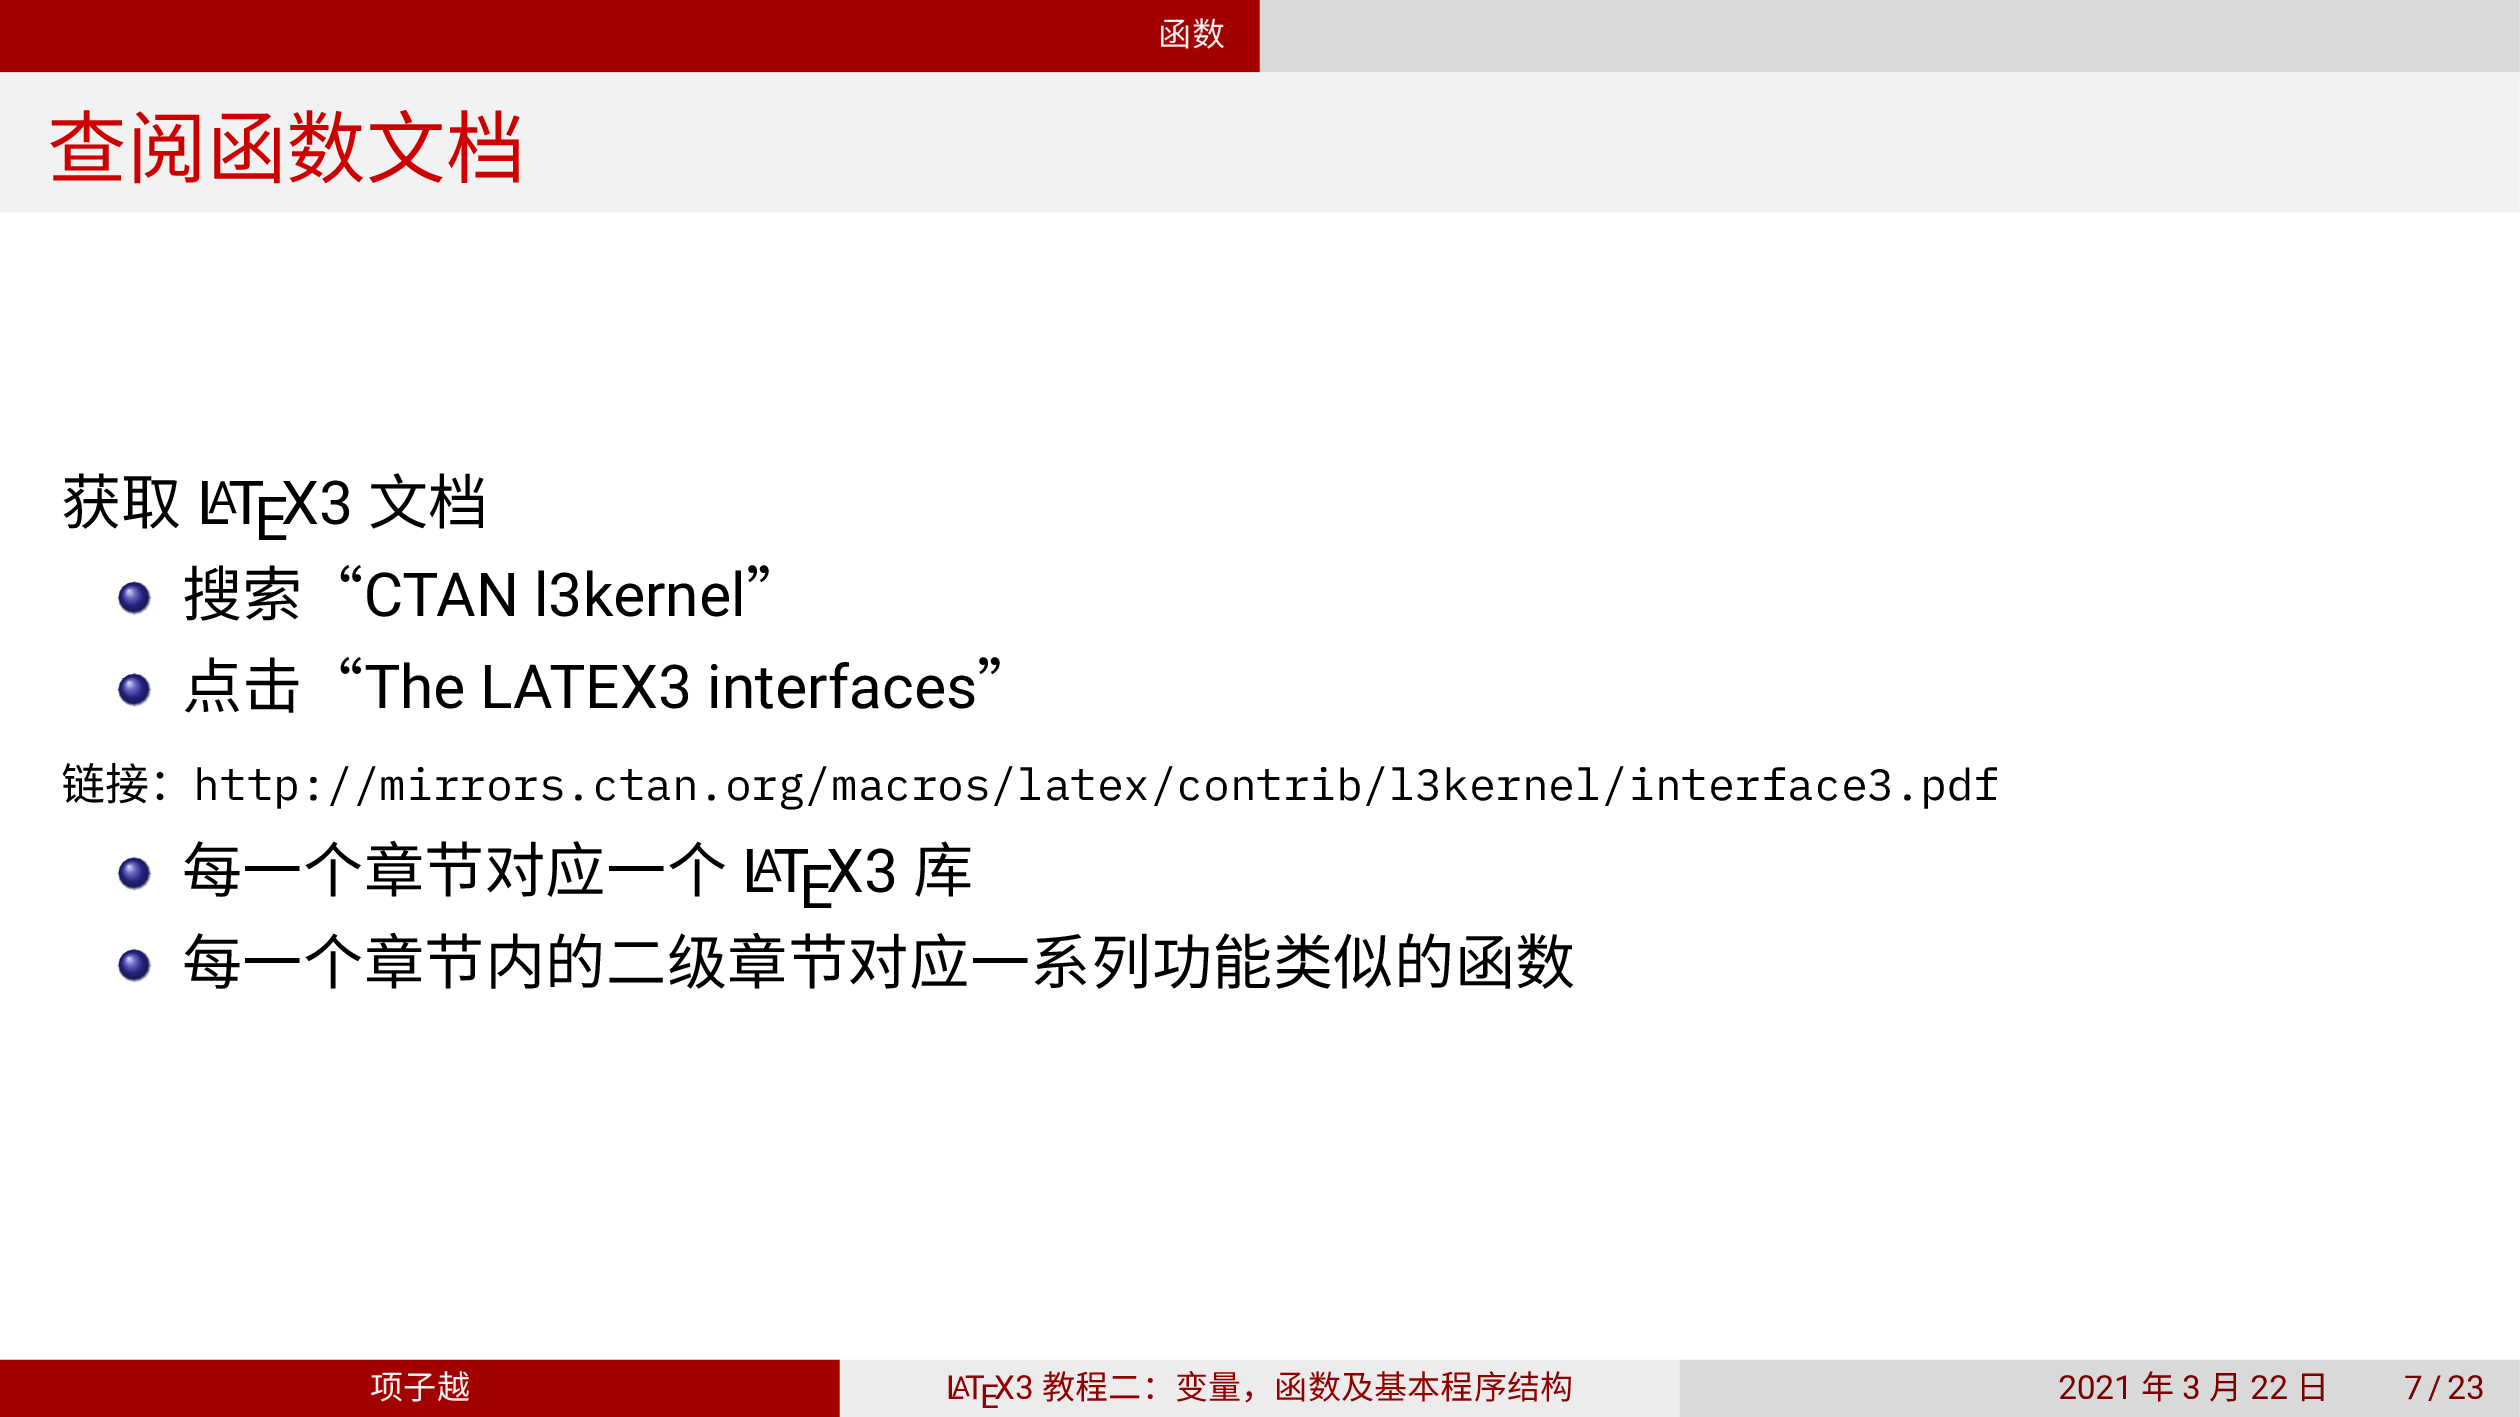 函数
查阅函数文档
获取 LATEX3 文档
搜索“CTAN l3kernel”
点击“The LATEX3 interfaces”
链接：http://mirrors.ctan.org/macros/latex/contrib/l3kernel/interface3.pdf
每一个章节对应一个 LATEX3 库
每一个章节内的二级章节对应一系列功能类似的函数
项子越
LATEX3 教程二：变量，函数及基本程序结构
2021 年 3 月 22 日
7 / 23